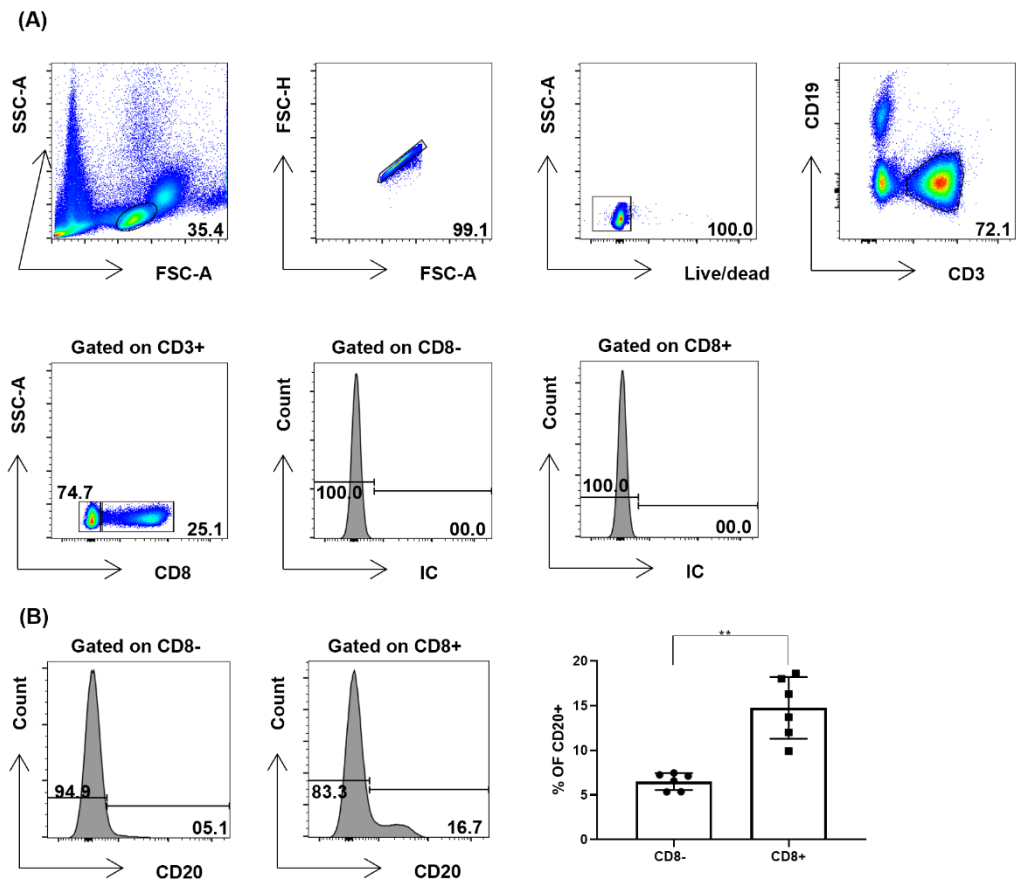 (A)
SSC-A
35.4
FSC-A
FSC-H
99.1
FSC-A
SSC-A
100.0
Live/dead
CD19
72.1
CD3
Gated on CD3+
SSC-A
74.7
25.1
CD8
Gated on CD8-
Count
100.0
00.0
IC
Gated on CD8+
Count
100.0
00.0
IC
(B)
Gated on CD8-
Count
94.9
05.1
CD20
Gated on CD8+
Count
83.3
16.7
CD20
**
% OF CD20+
20
15
10
5
0
CD8-
CD8+